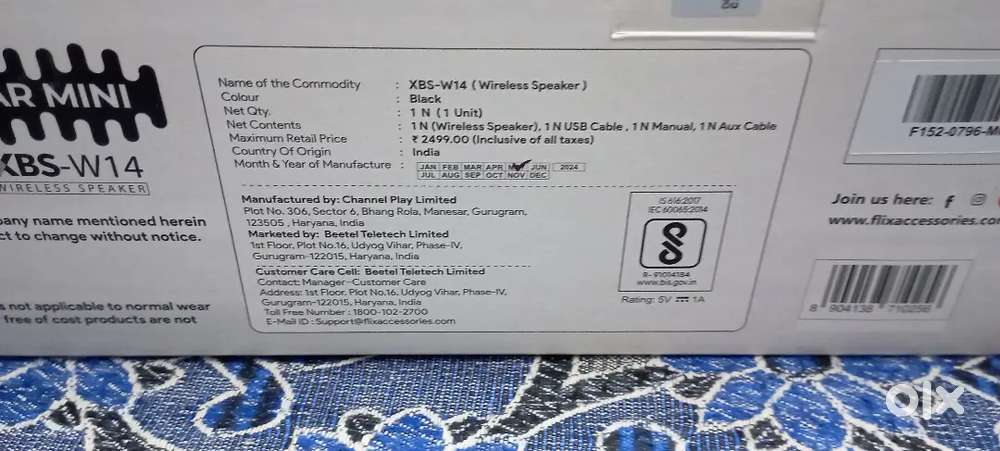 AR MINI
XBS-W14
WIRELESS SPEAKER
pany name mentioned herein
ct to change without notice.
not applicable to normal wear
free of cost products are not
Name of the Commodity : XBS-W14 ( Wireless Speaker )
Colour : Black
Net Qty. : 1 N (1 Unit)
Net Contents : 1 N (Wireless Speaker), 1 N USB Cable , 1 N Manual, 1 N Aux Cable
Maximum Retail Price : ₹ 2499.00 (Inclusive of all taxes)
Country Of Origin : India
Month & Year of Manufacture : JAN FEB MAR APR JUN 2024
JUL AUG SEP OCT NOV DEC
Manufactured by: Channel Play Limited
Plot No. 306, Sector 6, Bhang Rola, Manesar, Gurugram,
123505 , Haryana, India
Marketed by: Beetel Teletech Limited
1st Floor, Plot No.16, Udyog Vihar, Phase-IV,
Gurugram-122015, Haryana, India
Customer Care Cell: Beetel Teletech Limited
Contact: Manager-Customer Care
Address: 1st Floor, Plot No.16, Udyog Vihar, Phase-IV,
Gurugram-122015, Haryana, India
Toll Free Number : 1800-102-2700
E-Mail ID : Support@flixaccessories.com
IS 616:2017
IEC 60065:2014
R- 91014184
www.bis.gov.in
Rating: 5V 1A
F152-0796-M
Join us here:
www.flixaccessories.co
8 904138 710256
olx